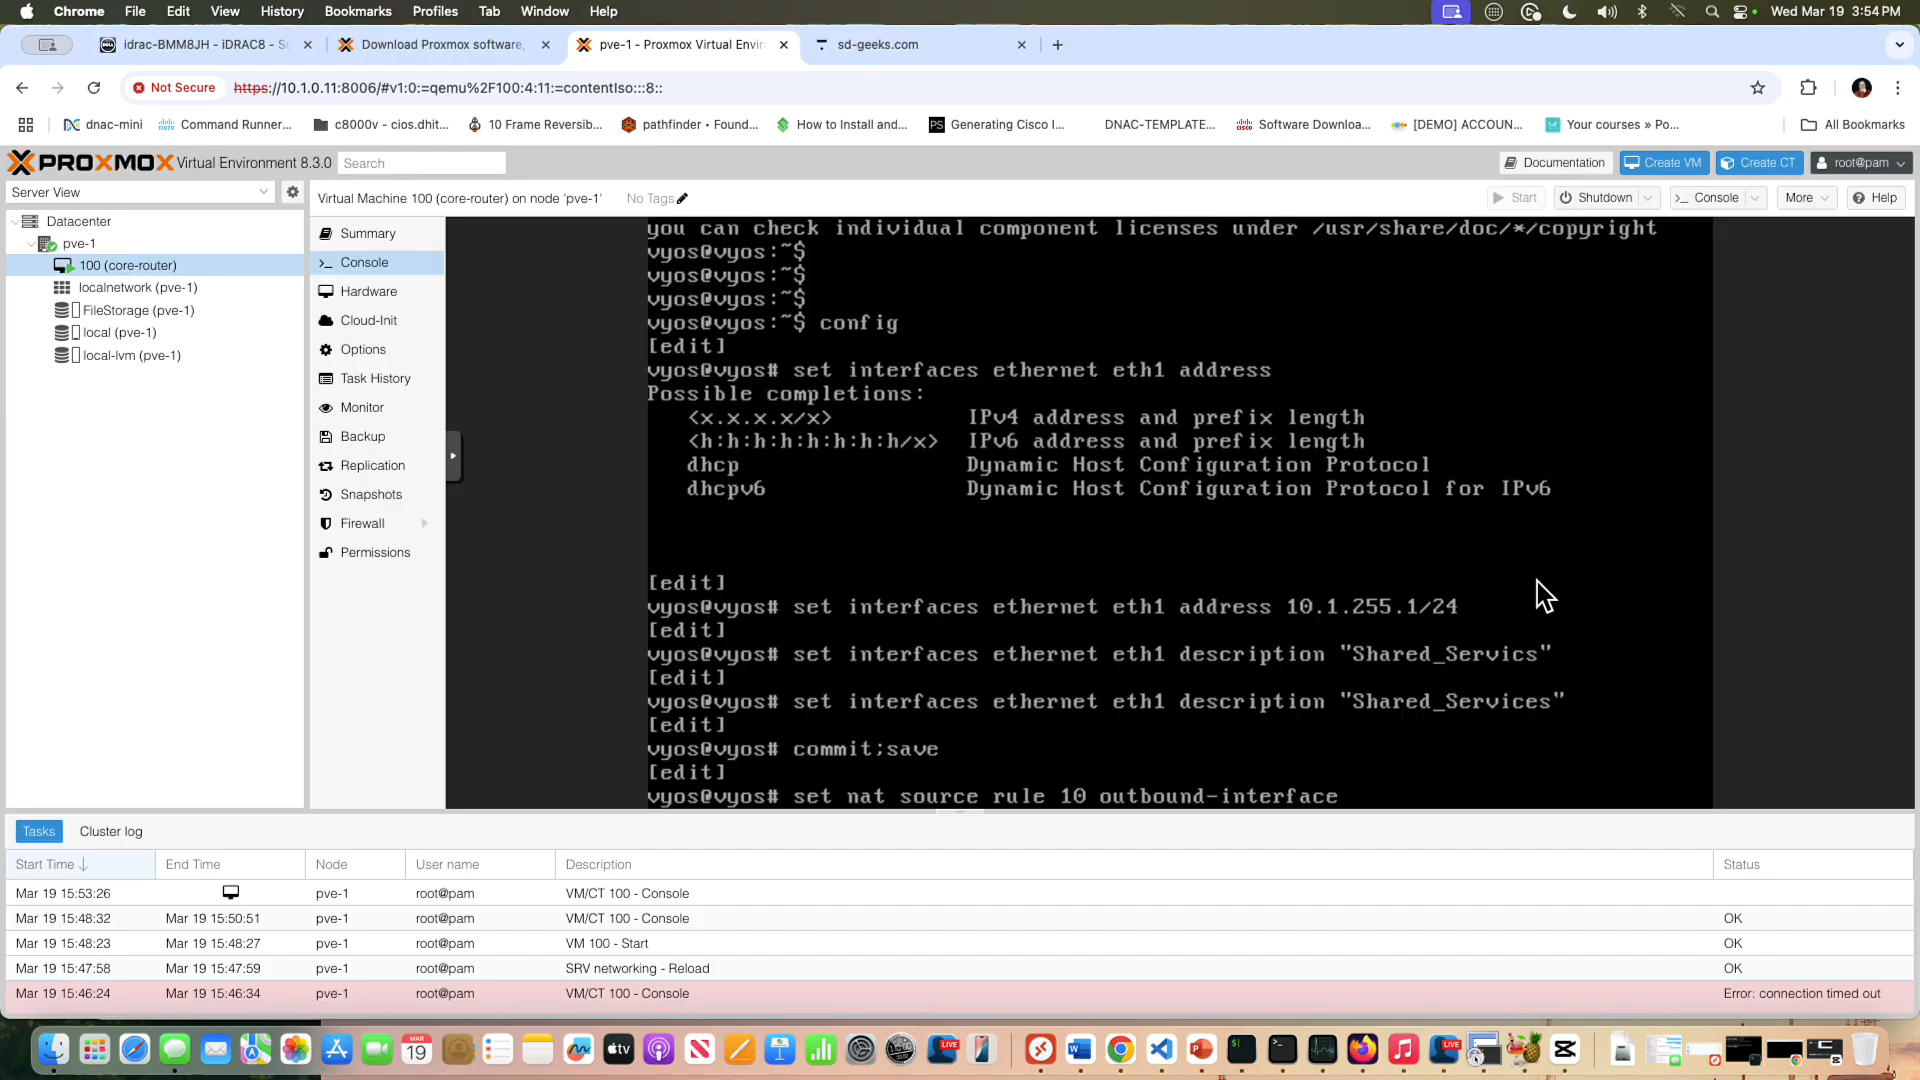 Chrome File Edit View History Bookmarks Profiles Tab Window Help Wed Mar 19 3:54 PM
idrac-BMM8JH - iDRAC8 - S Download Proxmox software, pve-1 - Proxmox Virtual Envir sd-geeks.com
Not Secure https://10.1.0.11:8006/#v1:0:=qemu%2F100:4:11:=contentIso:::8::
dnac-mini Command Runner... c8000v - cios.dhit... 10 Frame Reversib... pathfinder • Found... How to Install and... Generating Cisco I... DNAC-TEMPLATE... Software Downloa... [DEMO] ACCOUN... Your courses » Po... All Bookmarks
PROXMOX Virtual Environment 8.3.0 Search Documentation Create VM Create CT root@pam
Server View
Virtual Machine 100 (core-router) on node 'pve-1' No Tags Start Shutdown Console More Help
Datacenter
pve-1
100 (core-router)
localnetwork (pve-1)
FileStorage (pve-1)
local (pve-1)
local-lvm (pve-1)
Summary
Console
Hardware
Cloud-Init
Options
Task History
Monitor
Backup
Replication
Snapshots
Firewall
Permissions
you can check individual component licenses under /usr/share/doc/*/copyright
vyos@vyos:~$
vyos@vyos:~$
vyos@vyos:~$
vyos@vyos:~$ config
[edit]
vyos@vyos# set interfaces ethernet eth1 address
Possible completions:
<x.x.x.x/x> IPv4 address and prefix length
<h:h:h:h:h:h:h:h/x> IPv6 address and prefix length
dhcp Dynamic Host Configuration Protocol
dhcpv6 Dynamic Host Configuration Protocol for IPv6
[edit]
vyos@vyos# set interfaces ethernet eth1 address 10.1.255.1/24
[edit]
vyos@vyos# set interfaces ethernet eth1 description "Shared_Servics"
[edit]
vyos@vyos# set interfaces ethernet eth1 description "Shared_Services"
[edit]
vyos@vyos# commit;save
[edit]
vyos@vyos# set nat source rule 10 outbound-interface
Tasks Cluster log
Start Time End Time Node User name Description Status
Mar 19 15:53:26 pve-1 root@pam VM/CT 100 - Console
Mar 19 15:48:32 Mar 19 15:50:51 pve-1 root@pam VM/CT 100 - Console OK
Mar 19 15:48:23 Mar 19 15:48:27 pve-1 root@pam VM 100 - Start OK
Mar 19 15:47:58 Mar 19 15:47:59 pve-1 root@pam SRV networking - Reload OK
Mar 19 15:46:24 Mar 19 15:46:34 pve-1 root@pam VM/CT 100 - Console Error: connection timed out
MAR
19
tv
LIVE
LIVE